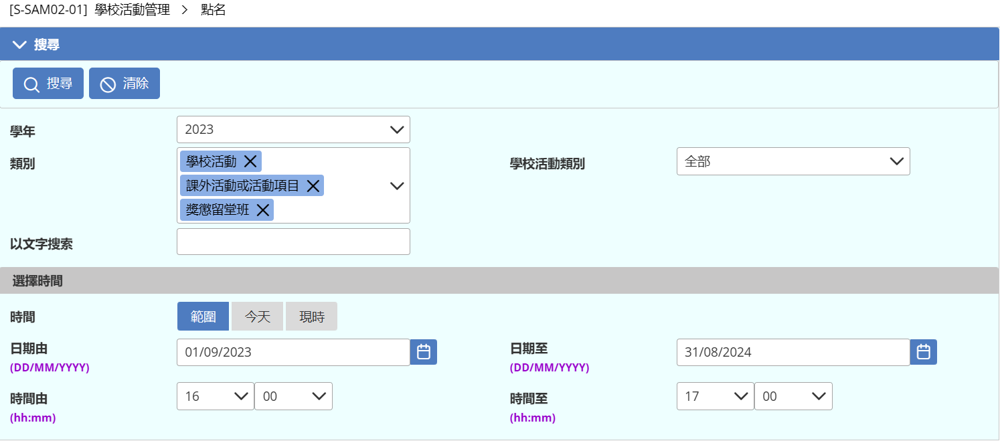 [S-SAM02-01] 學校活動管理 > 點名
搜尋
搜尋 清除
學年 2023
類別 學校活動 學校活動類別 全部
課外活動或活動項目
獎懲留堂班
以文字搜索
選擇時間
時間 範圍 今天 現時
日期由 01/09/2023 日期至 31/08/2024
(DD/MM/YYYY) (DD/MM/YYYY)
時間由 16 00 時間至 17 00
(hh:mm) (hh:mm)